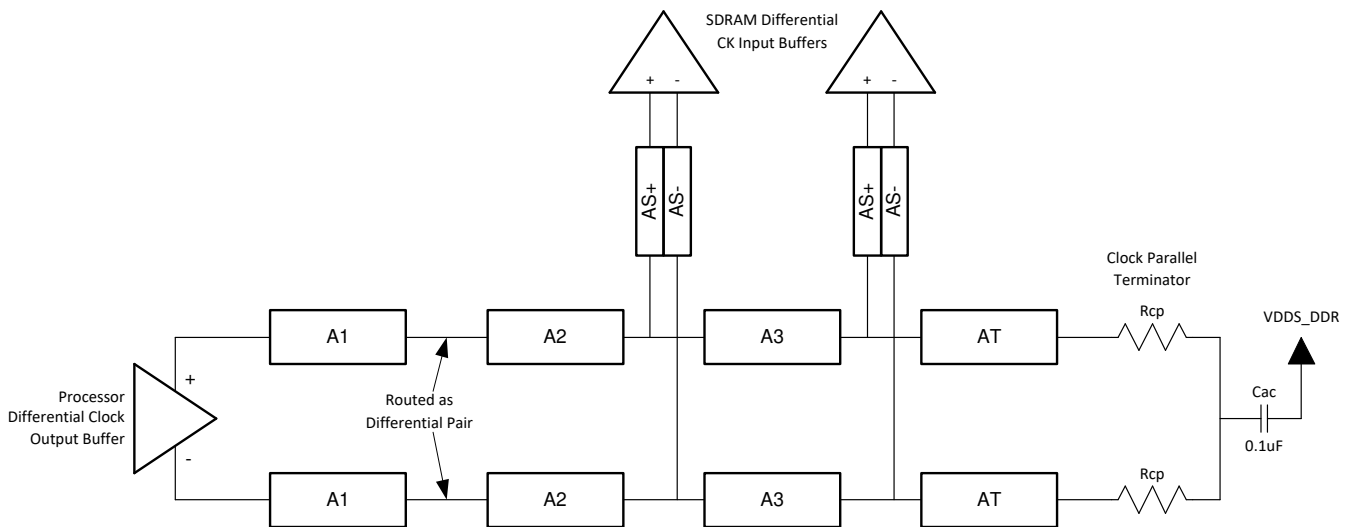 SDRAM Differential
CK Input Buffers
+ -
+ -
AS+
AS-
AS+
AS-
Clock Parallel
Terminator
A1
A2
A3
AT
Rcp
VDDS_DDR
+
Processor
Differential Clock
Output Buffer
-
Routed as
Differential Pair
Cac
0.1uF
A1
A2
A3
AT
Rcp